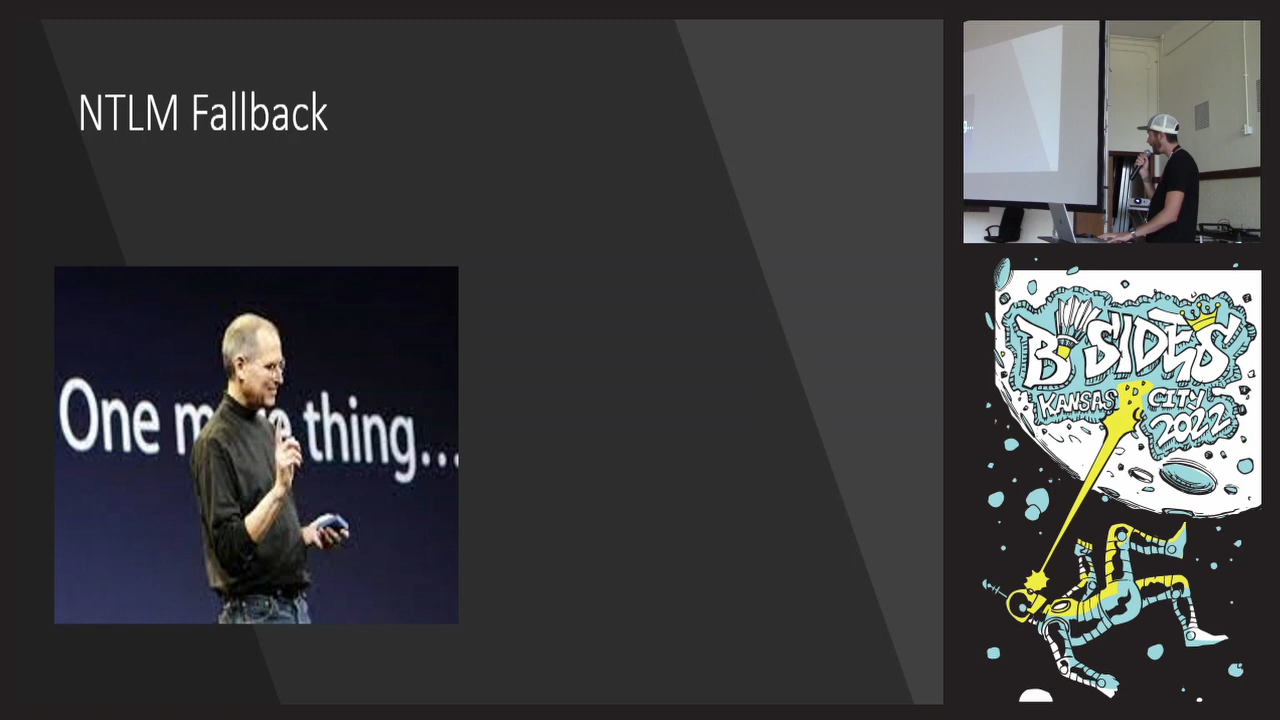 NTLM Fallback
One more thing...
B SIDES
KANSAS CITY
2022